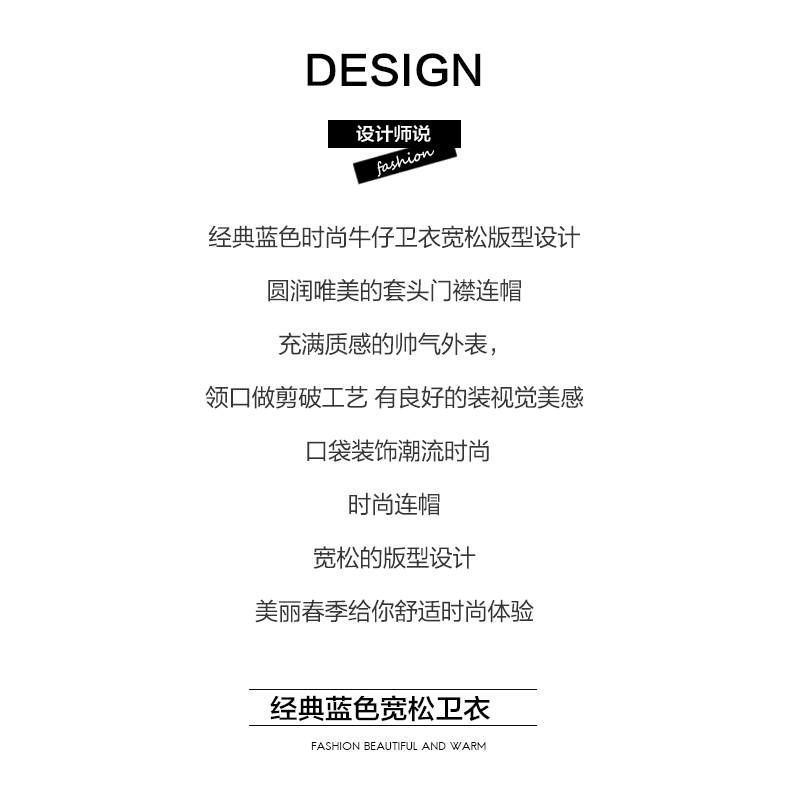 DESIGN
设计师说
fashion
经典蓝色时尚牛仔卫衣宽松版型设计
圆润唯美的套头门襟连帽
充满质感的帅气外表，
领口做剪破工艺 有良好的装视觉美感
口袋装饰潮流时尚
时尚连帽
宽松的版型设计
美丽春季给你舒适时尚体验
经典蓝色宽松卫衣
FASHION BEAUTIFUL AND WARM